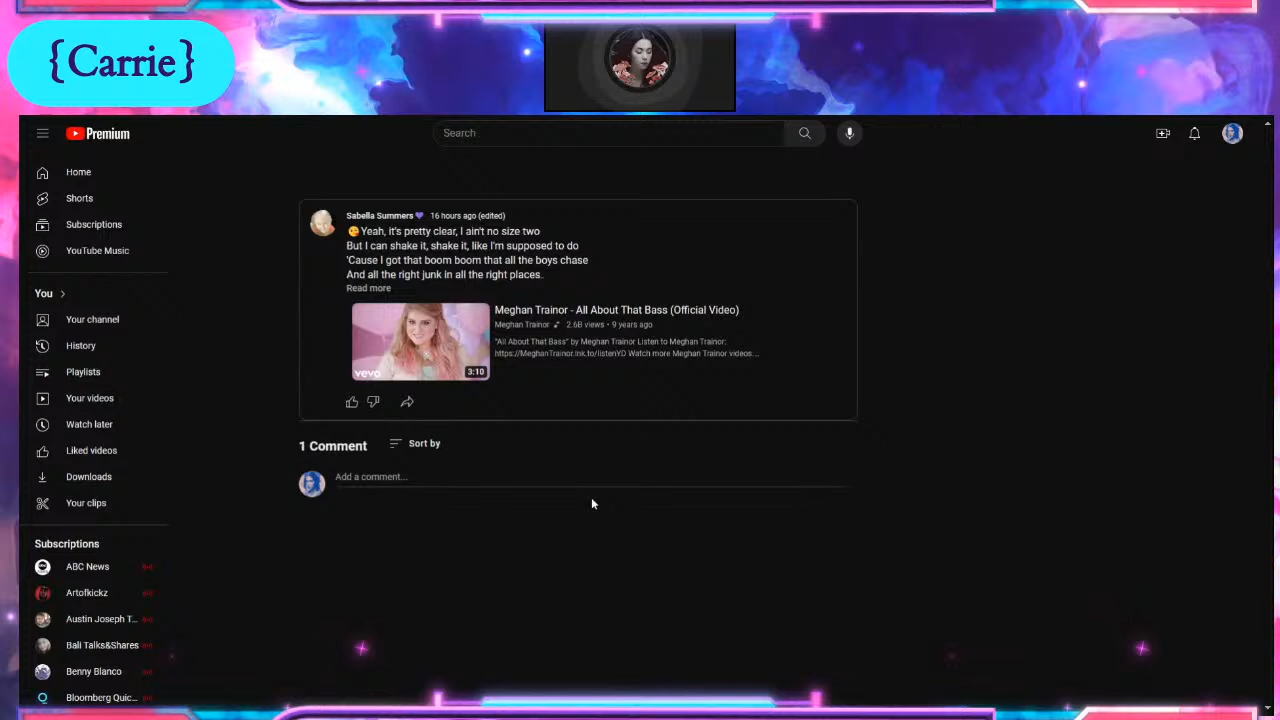 {Carrie}
Premium
Search
Home
Shorts
Subscriptions
YouTube Music
You
Your channel
History
Playlists
Your videos
Watch later
Liked videos
Downloads
Your clips
Subscriptions
ABC News
Artofkickz
Austin Joseph T...
Bali Talks&Shares
Benny Blanco
Bloomberg Quic...
Sabella Summers💜 16 hours ago (edited)
😘Yeah, it's pretty clear, I ain't no size two
But I can shake it, shake it, like I'm supposed to do
'Cause I got that boom boom that all the boys chase
And all the right junk in all the right places..
Read more
vevo
3:10
Meghan Trainor - All About That Bass (Official Video)
Meghan Trainor 2.6B views • 9 years ago
"All About That Bass" by Meghan Trainor Listen to Meghan Trainor:
https://MeghanTrainor.lnk.to/listenYD Watch more Meghan Trainor videos...
1 Comment Sort by
Add a comment...